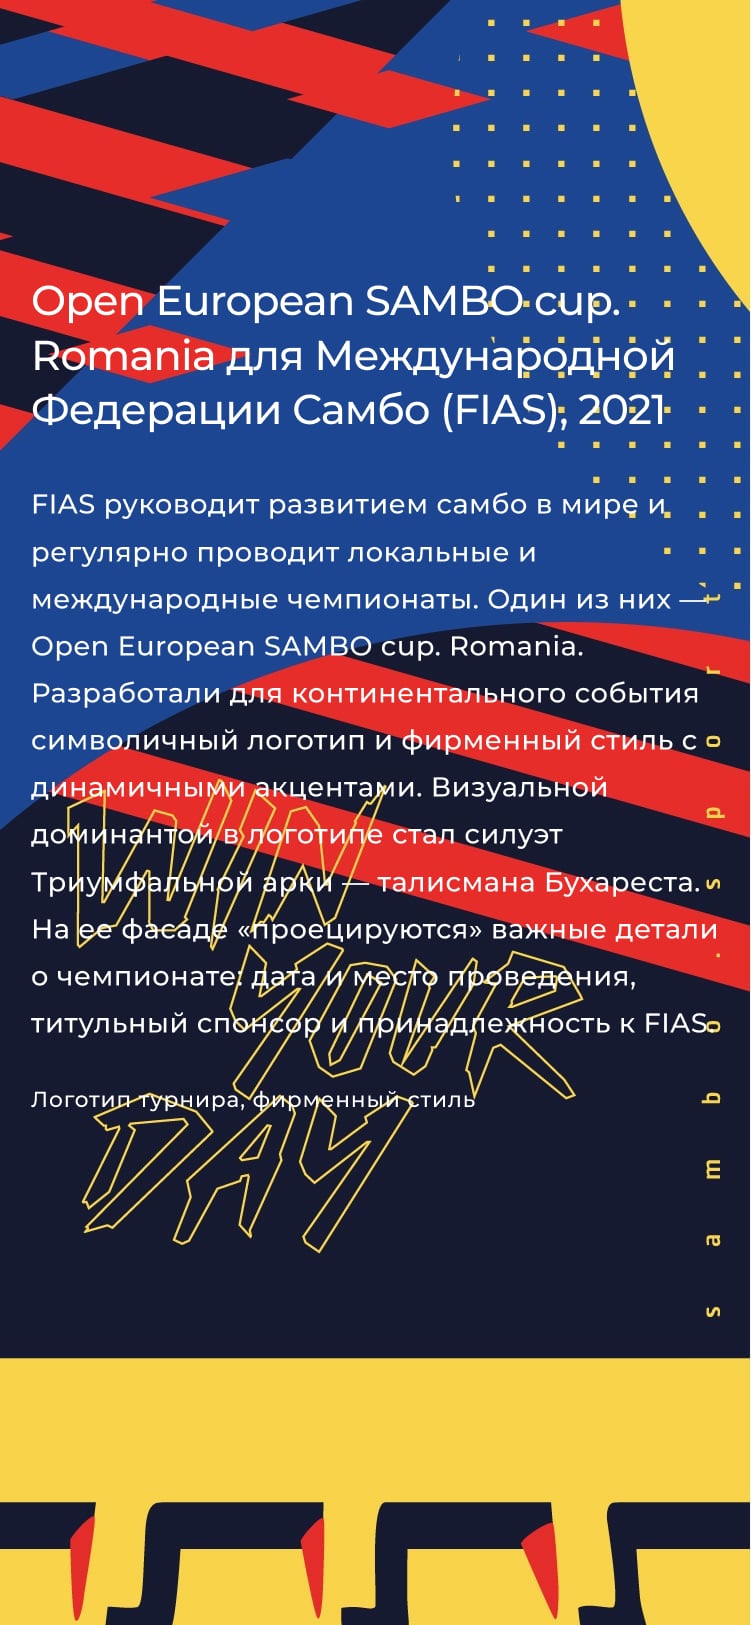 Open European SAMBO cup.
Romania для Международной
Федерации Самбо (FIAS), 2021
FIAS руководит развитием самбо в мире и
регулярно проводит локальные и
международные чемпионаты. Один из них —
Open European SAMBO cup. Romania.
Разработали для континентального события
символичный логотип и фирменный стиль с
динамичными акцентами. Визуальной
доминантой в логотипе стал силуэт
Триумфальной арки — талисмана Бухареста.
На ее фасаде «проецируются» важные детали
о чемпионате: дата и место проведения,
титульный спонсор и принадлежность к FIAS.
Логотип турнира, фирменный стиль
WIN
YOUR
DAY
sambo.sport